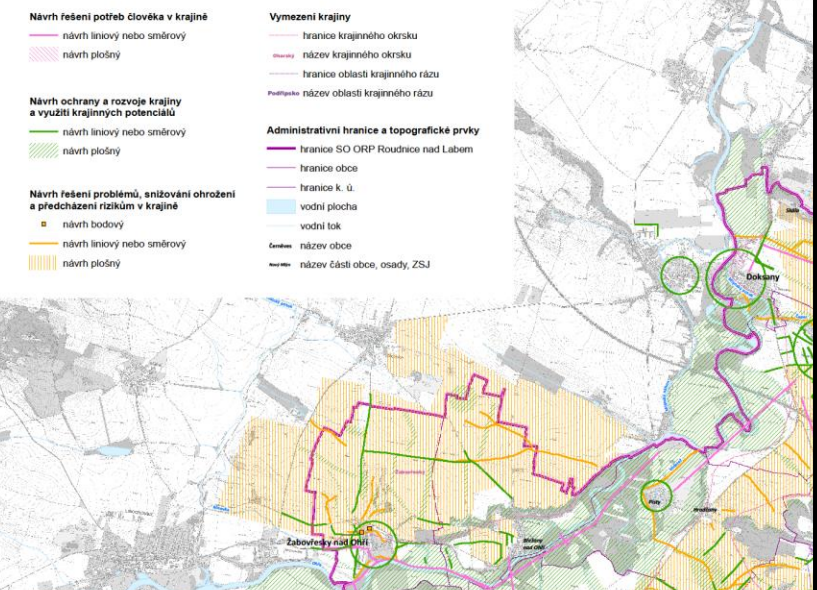 Návrh řešení potřeb člověka v krajině
návrh liniový nebo směrový
návrh plošný
Návrh ochrany a rozvoje krajiny
a využití krajinných potenciálů
návrh liniový nebo směrový
návrh plošný
Návrh řešení problémů, snižování ohrožení
a předcházení rizikům v krajině
návrh bodový
návrh liniový nebo směrový
návrh plošný
Vymezení krajiny
hranice krajinného okrsku
název krajinného okrsku
hranice oblasti krajinného rázu
Podřipsko název oblasti krajinného rázu
Administrativní hranice a topografické prvky
hranice SO ORP Roudnice nad Labem
hranice obce
hranice k. ú.
vodní plocha
vodní tok
Černěves název obce
název části obce, osady, ZSJ
Doksany
Písty
Hrdly
Žabovřesky nad Ohří